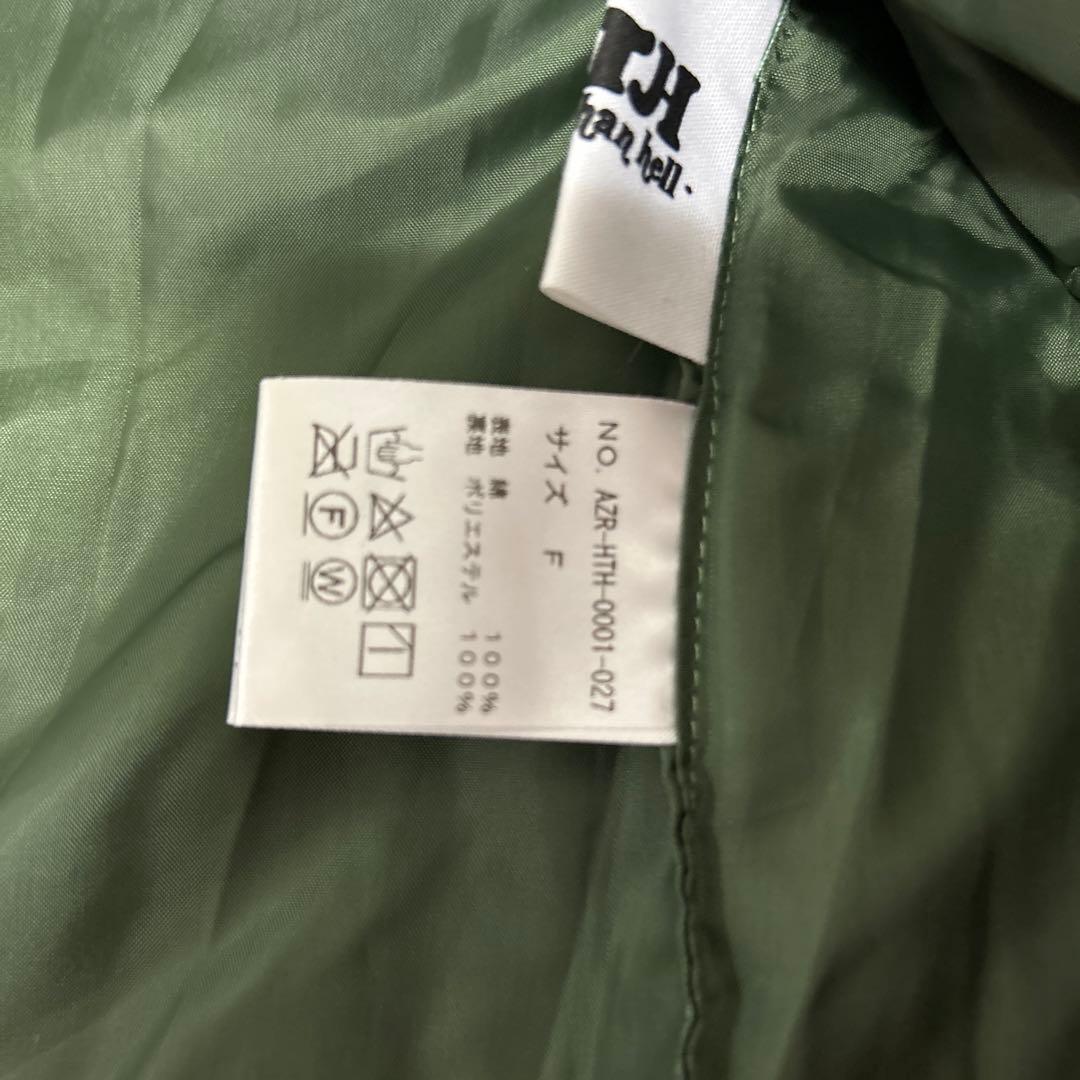 TH
han hell.
NO. AZR-HTH-0001-027
サイズ F
表地 綿 100%
裏地 ポリエステル 100%
F
W